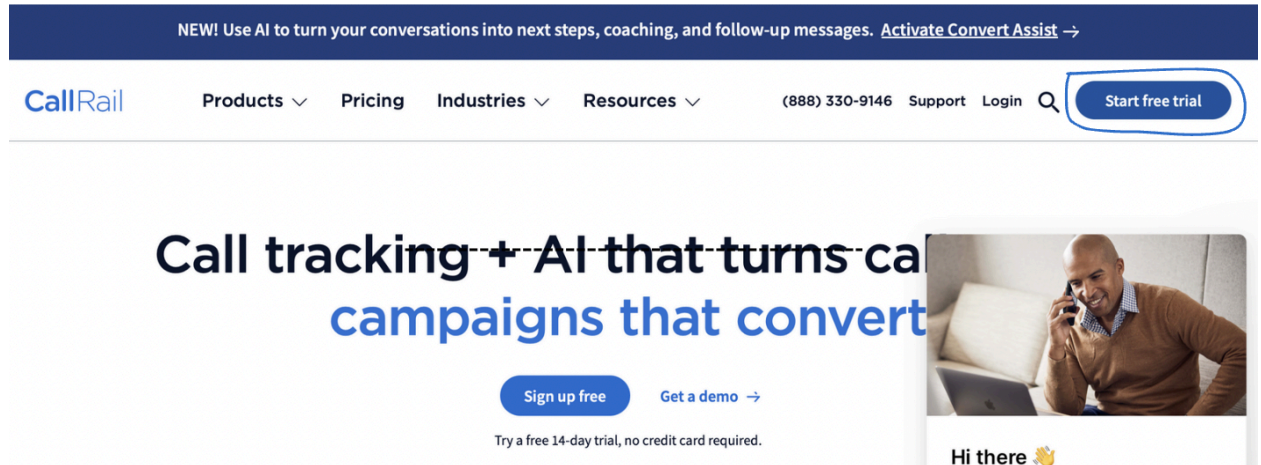 NEW! Use AI to turn your conversations into next steps, coaching, and follow-up messages. Activate Convert Assist →
CallRail Products Pricing Industries Resources (888) 330-9146 Support Login Start free trial
Call tracking + AI that turns
campaigns that convert
Sign up free Get a demo →
Try a free 14-day trial, no credit card required.
Hi there 👋